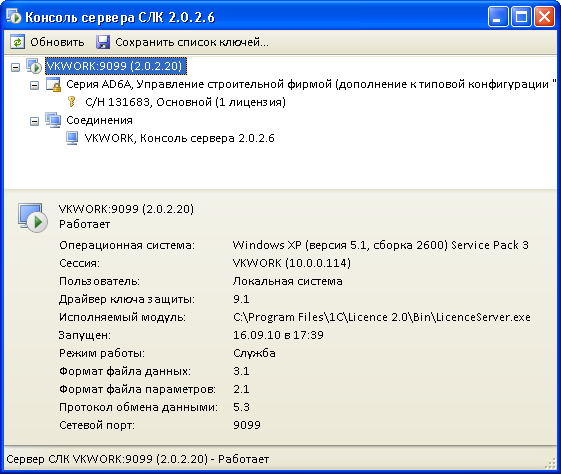 Консоль сервера СЛК 2.0.2.6
Обновить Сохранить список ключей...
VKWORK:9099 (2.0.2.20)
Серия AD6A, Управление строительной фирмой (дополнение к типовой конфигурации "
С/Н 131683, Основной (1 лицензия)
Соединения
VKWORK, Консоль сервера 2.0.2.6
VKWORK:9099 (2.0.2.20)
Работает
Операционная система: Windows XP (версия 5.1, сборка 2600) Service Pack 3
Сессия: VKWORK (10.0.0.114)
Пользователь: Локальная система
Драйвер ключа защиты: 9.1
Исполняемый модуль: C:\Program Files\1C\Licence 2.0\Bin\LicenceServer.exe
Запущен: 16.09.10 в 17:39
Режим работы: Служба
Формат файла данных: 3.1
Формат файла параметров: 2.1
Протокол обмена данными: 5.3
Сетевой порт: 9099
Сервер СЛК VKWORK:9099 (2.0.2.20) - Работает